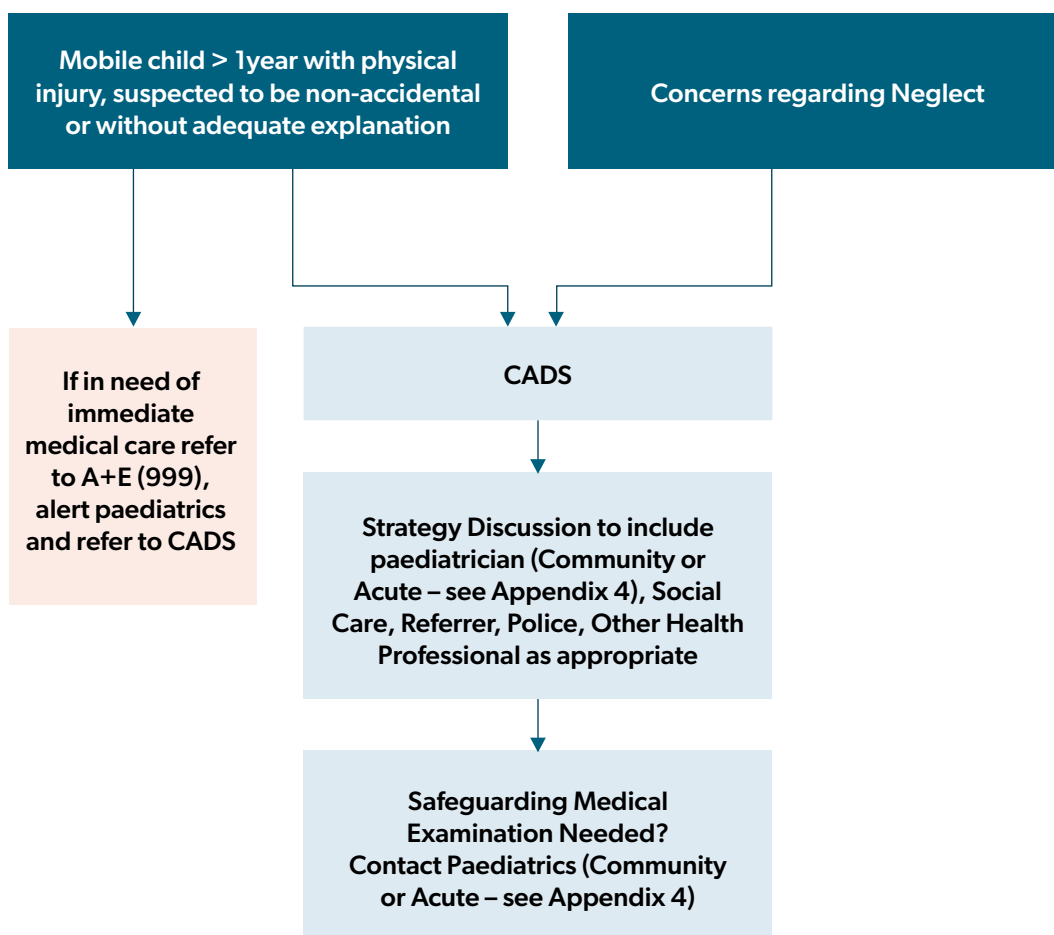 Mobile child > 1year with physical
injury, suspected to be non-accidental
or without adequate explanation
Concerns regarding Neglect
If in need of
immediate
medical care refer
to A+E (999),
alert paediatrics
and refer to CADS
CADS
Strategy Discussion to include
paediatrician (Community or
Acute – see Appendix 4), Social
Care, Referrer, Police, Other Health
Professional as appropriate
Safeguarding Medical
Examination Needed?
Contact Paediatrics (Community
or Acute – see Appendix 4)